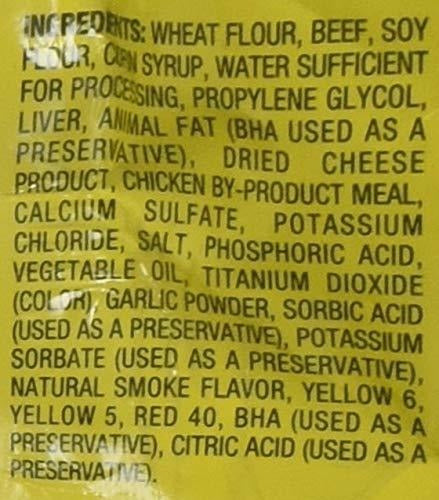 INGREDIENTS: WHEAT FLOUR, BEEF, SOY
FLOUR, CORN SYRUP, WATER SUFFICIENT
FOR PROCESSING, PROPYLENE GLYCOL,
LIVER, ANIMAL FAT (BHA USED AS A
PRESERVATIVE), DRIED CHEESE
PRODUCT, CHICKEN BY-PRODUCT MEAL,
CALCIUM SULFATE, POTASSIUM
CHLORIDE, SALT, PHOSPHORIC ACID,
VEGETABLE OIL, TITANIUM DIOXIDE
(COLOR), GARLIC POWDER, SORBIC ACID
(USED AS A PRESERVATIVE), POTASSIUM
SORBATE (USED AS A PRESERVATIVE),
NATURAL SMOKE FLAVOR, YELLOW 6,
YELLOW 5, RED 40, BHA (USED AS A
PRESERVATIVE), CITRIC ACID (USED AS A
PRESERVATIVE).